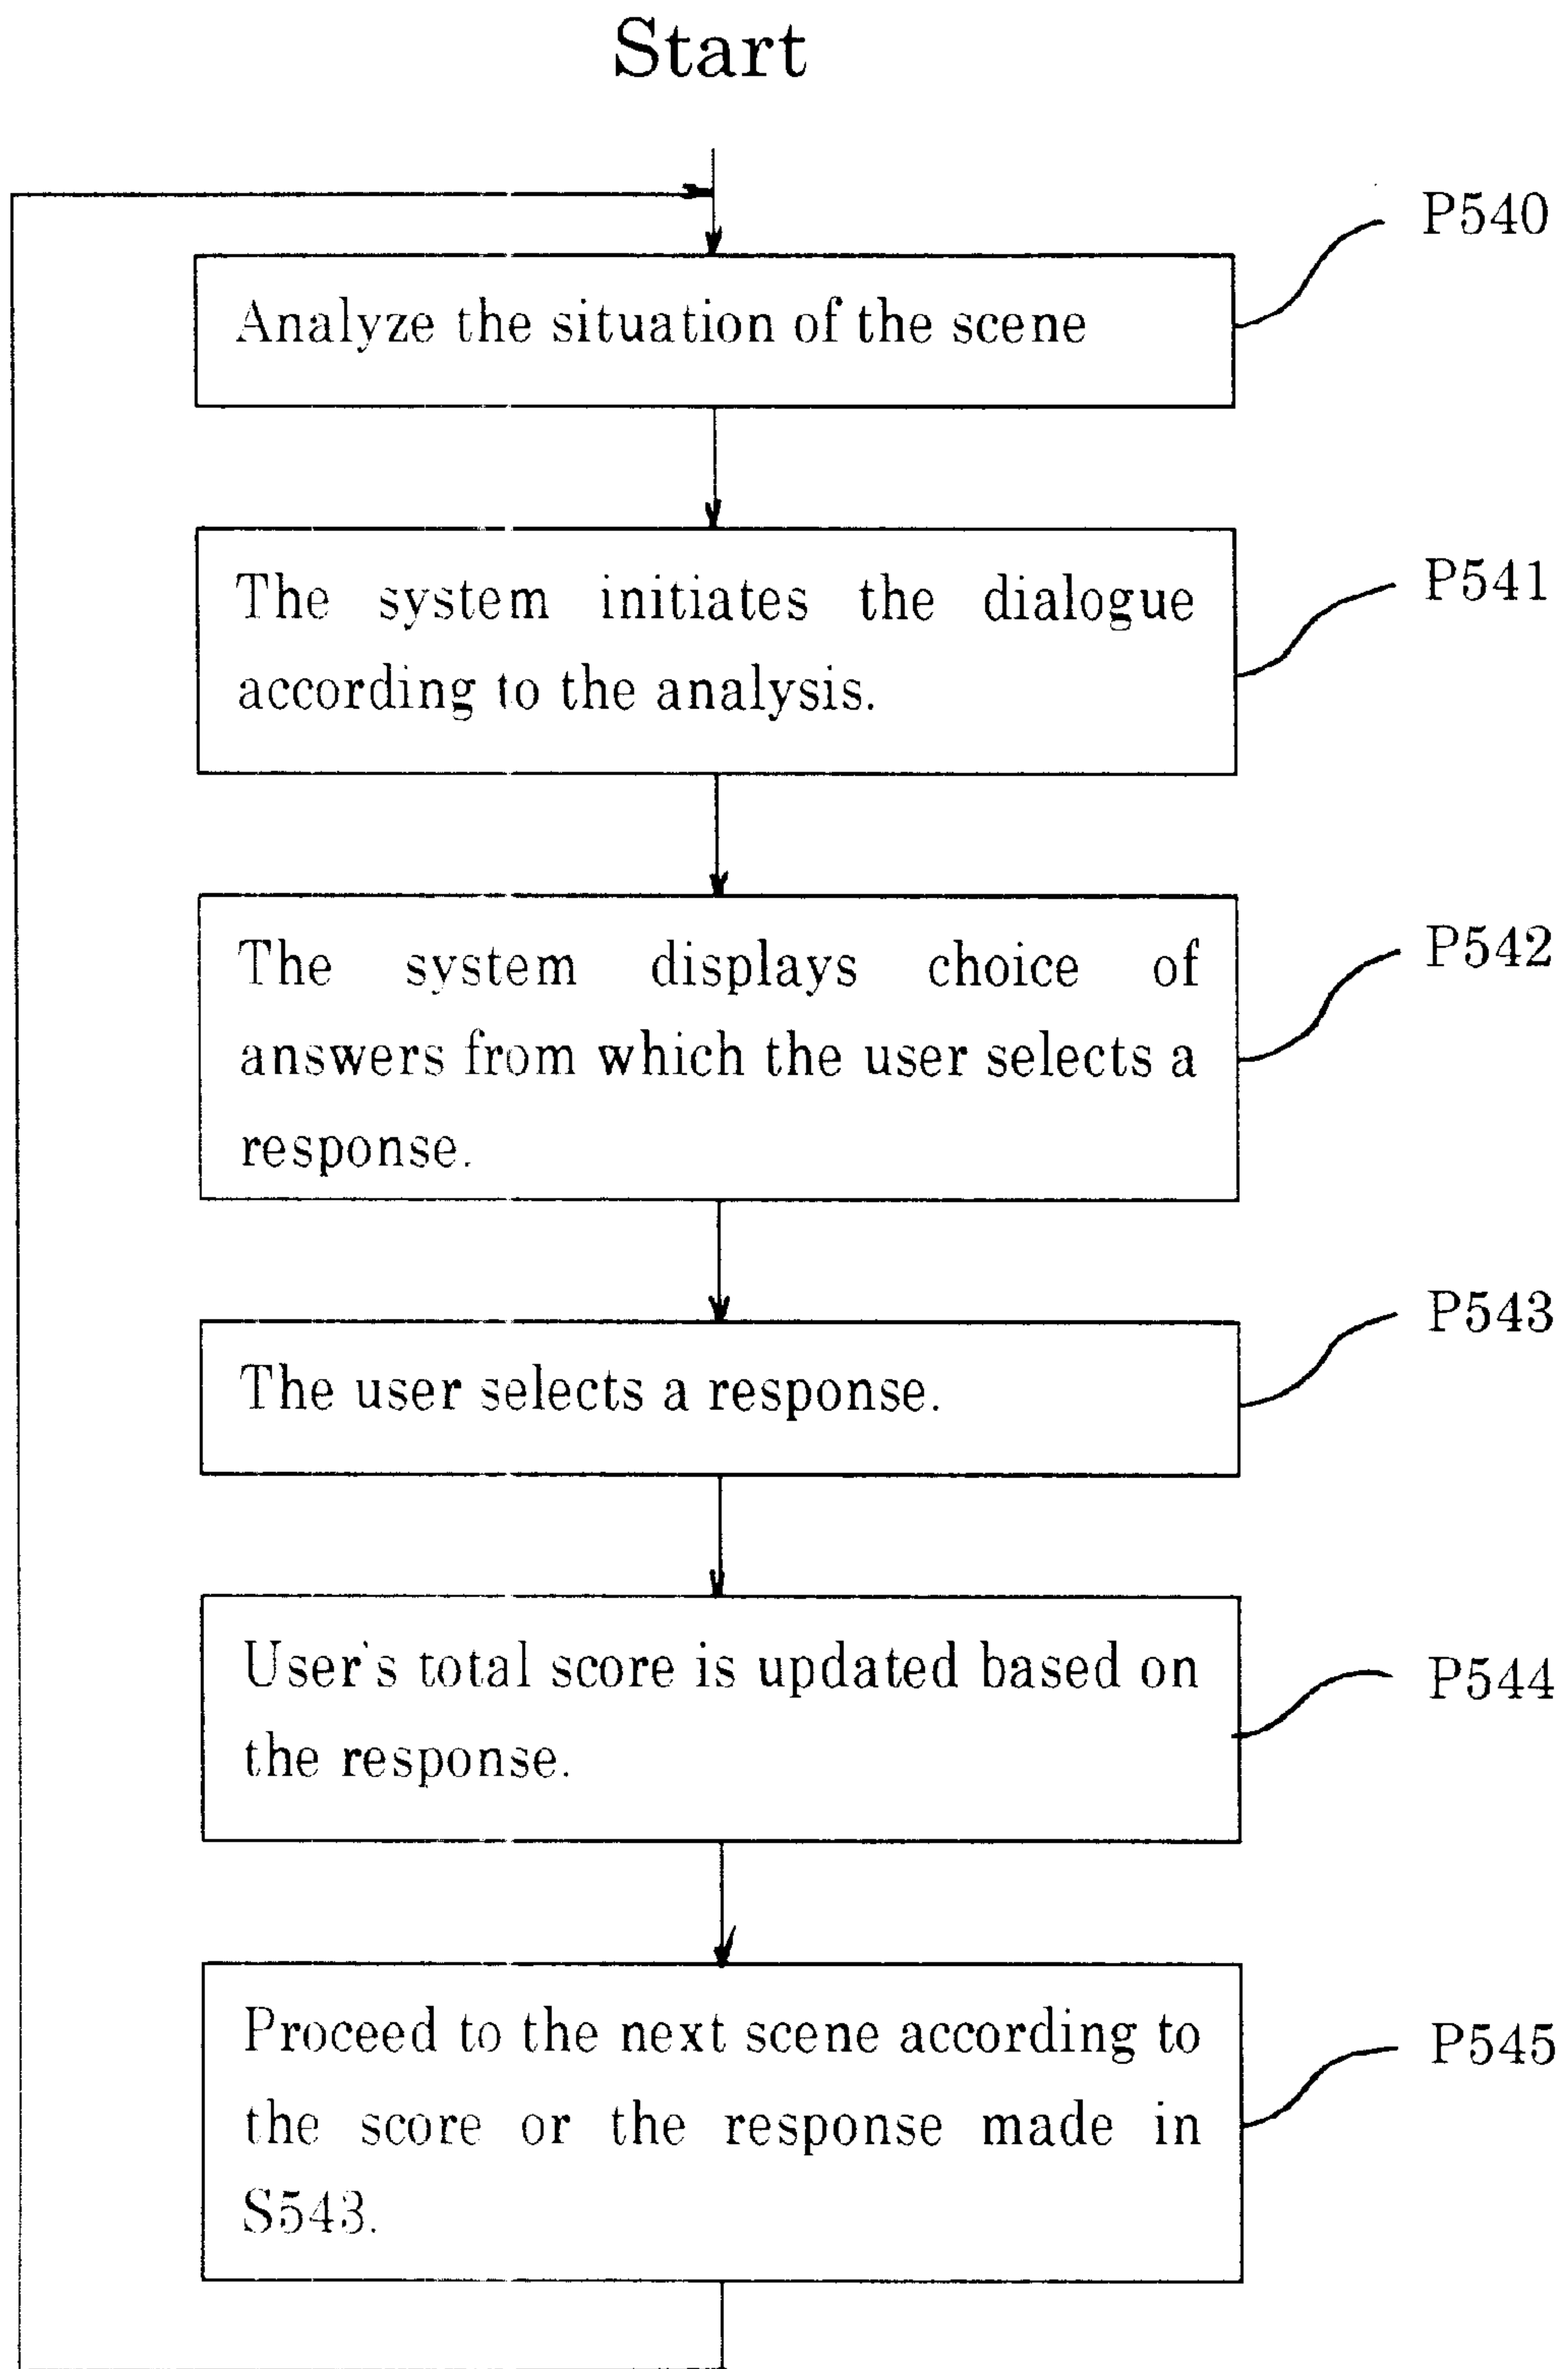 Start
P540
Analyze the situation of the scene
P541
The system initiates the dialogue
according to the analysis.
P542
The system displays choice of
answers from which the user selects a
response.
P543
The user selects a response.
P544
User's total score is updated based on
the response.
P545
Proceed to the next scene according to
the score or the response made in
S543.